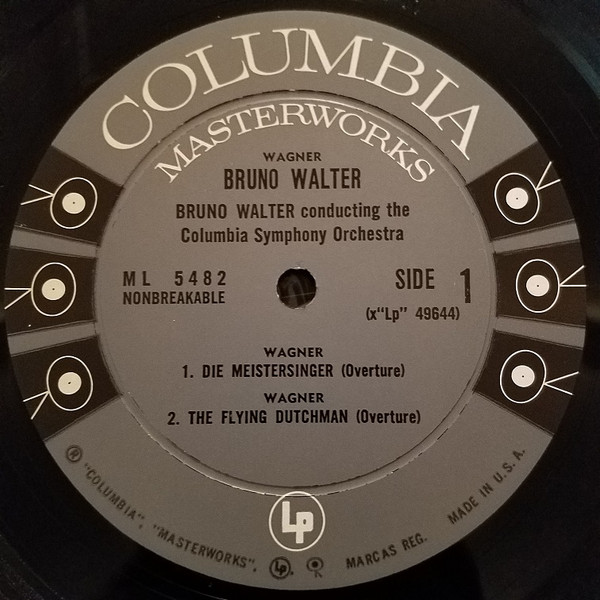 COLUMBIA
MASTERWORKS
WAGNER
BRUNO WALTER
BRUNO WALTER conducting the
Columbia Symphony Orchestra
ML 5482
NONBREAKABLE
SIDE 1
(x"Lp" 49644)
WAGNER
1. DIE MEISTERSINGER (Overture)
WAGNER
2. THE FLYING DUTCHMAN (Overture)
Lp
® "COLUMBIA", "MASTERWORKS", Lp, MARCAS REG. MADE IN U.S.A.